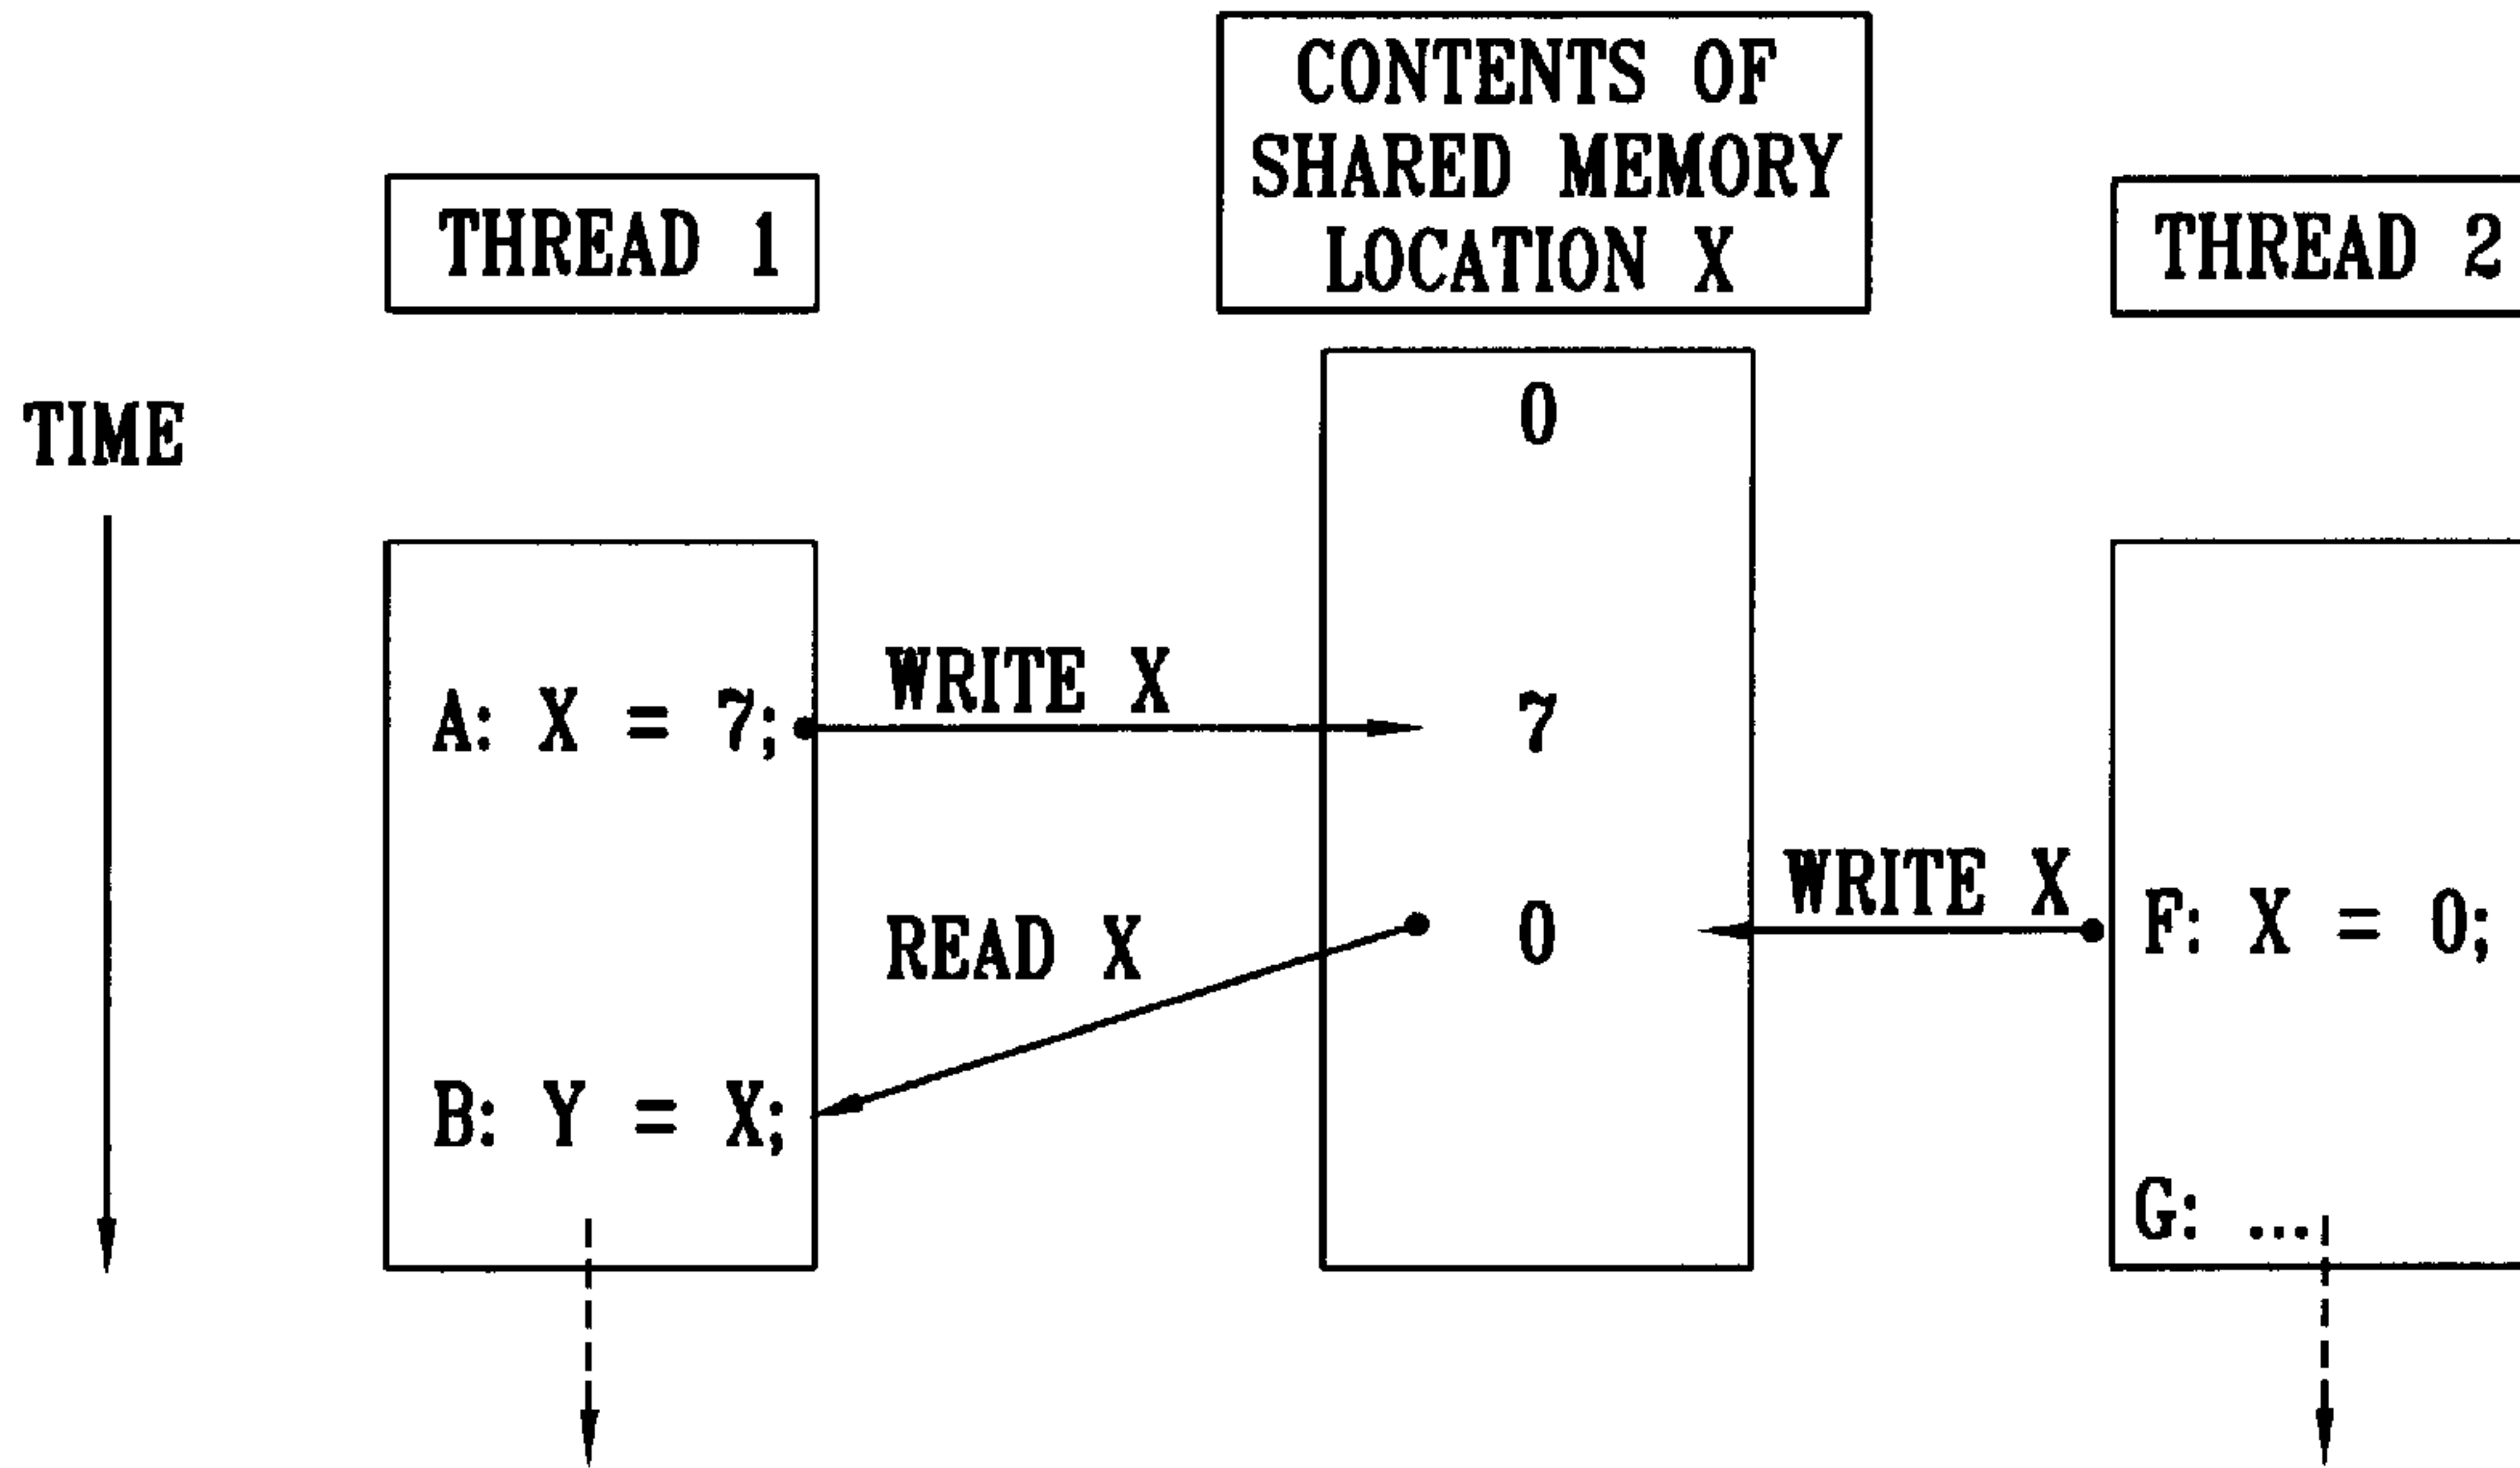 CONTENTS OF
SHARED MEMORY
LOCATION X
THREAD 1
THREAD 2
TIME
0
WRITE X
A: X = 7;
7
WRITE X
READ X
0
F: X = 0;
B: Y = X;
G: ...